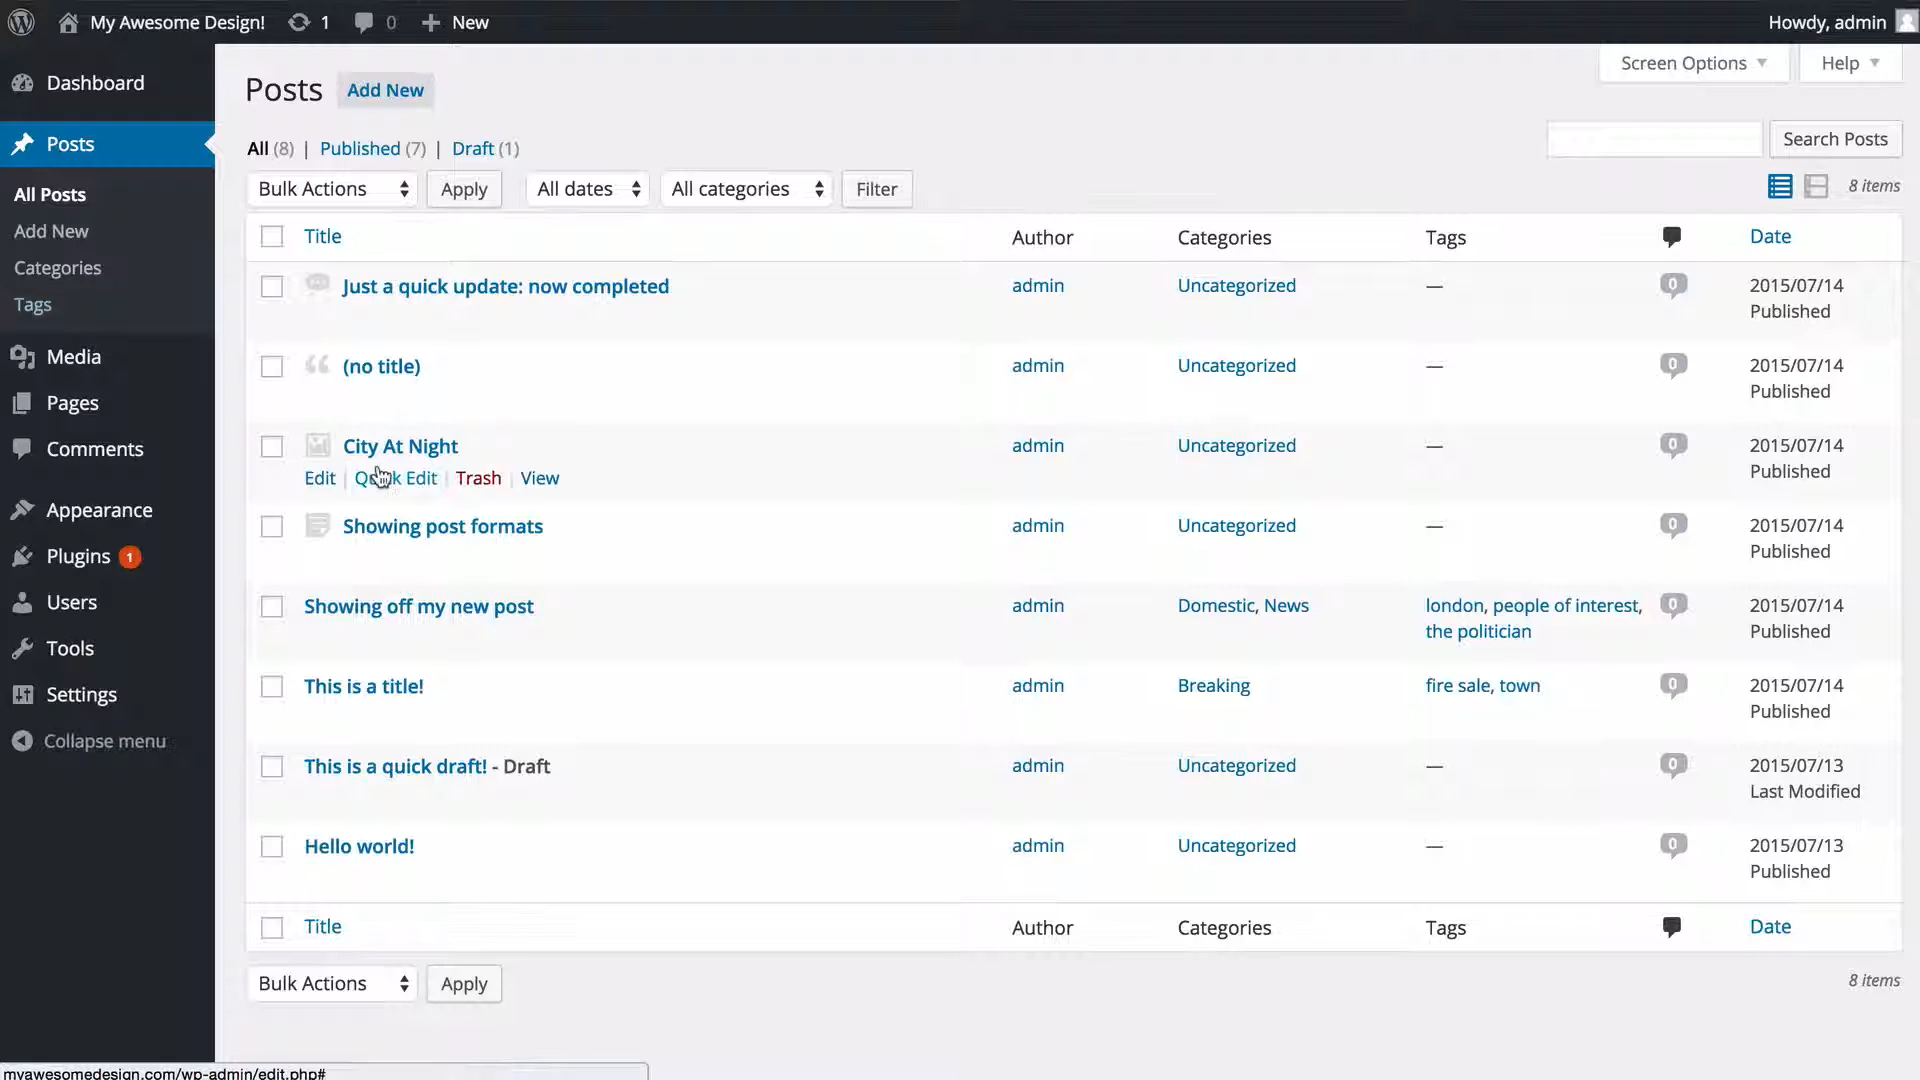 My Awesome Design! 1 0 New Howdy, admin
Dashboard
Posts
All Posts
Add New
Categories
Tags
Media
Pages
Comments
Appearance
Plugins 1
Users
Tools
Settings
Collapse menu
Screen Options Help
Posts Add New
All (8) | Published (7) | Draft (1)
Search Posts
Bulk Actions Apply All dates All categories Filter 8 items
Title Author Categories Tags Date
Just a quick update: now completed admin Uncategorized — 0 2015/07/14
Published
(no title) admin Uncategorized — 0 2015/07/14
Published
City At Night admin Uncategorized — 0 2015/07/14
Published
Edit | Quick Edit | Trash | View
Showing post formats admin Uncategorized — 0 2015/07/14
Published
Showing off my new post admin Domestic, News london, people of interest, 0 2015/07/14
the politician Published
This is a title! admin Breaking fire sale, town 0 2015/07/14
Published
This is a quick draft! - Draft admin Uncategorized — 0 2015/07/13
Last Modified
Hello world! admin Uncategorized — 0 2015/07/13
Published
Title Author Categories Tags Date
Bulk Actions Apply 8 items
myawesomedesign.com/wp-admin/edit.php#